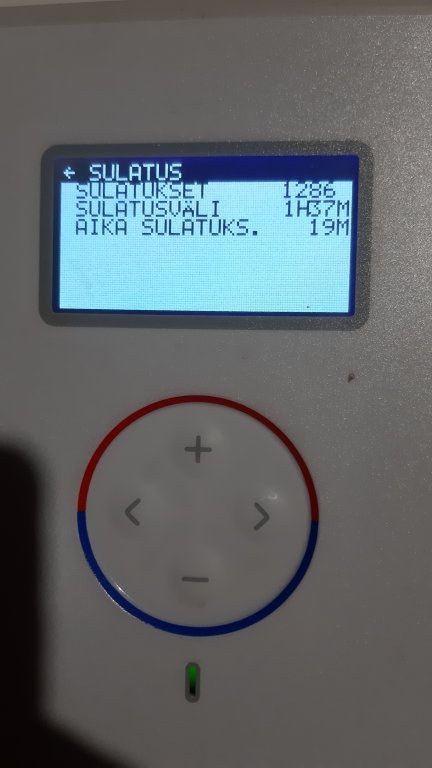 ← SULATUS
SULATUKSET 1286
SULATUSVÄLI 1H37M
AIKA SULATUKS. 19M
+
< >
−